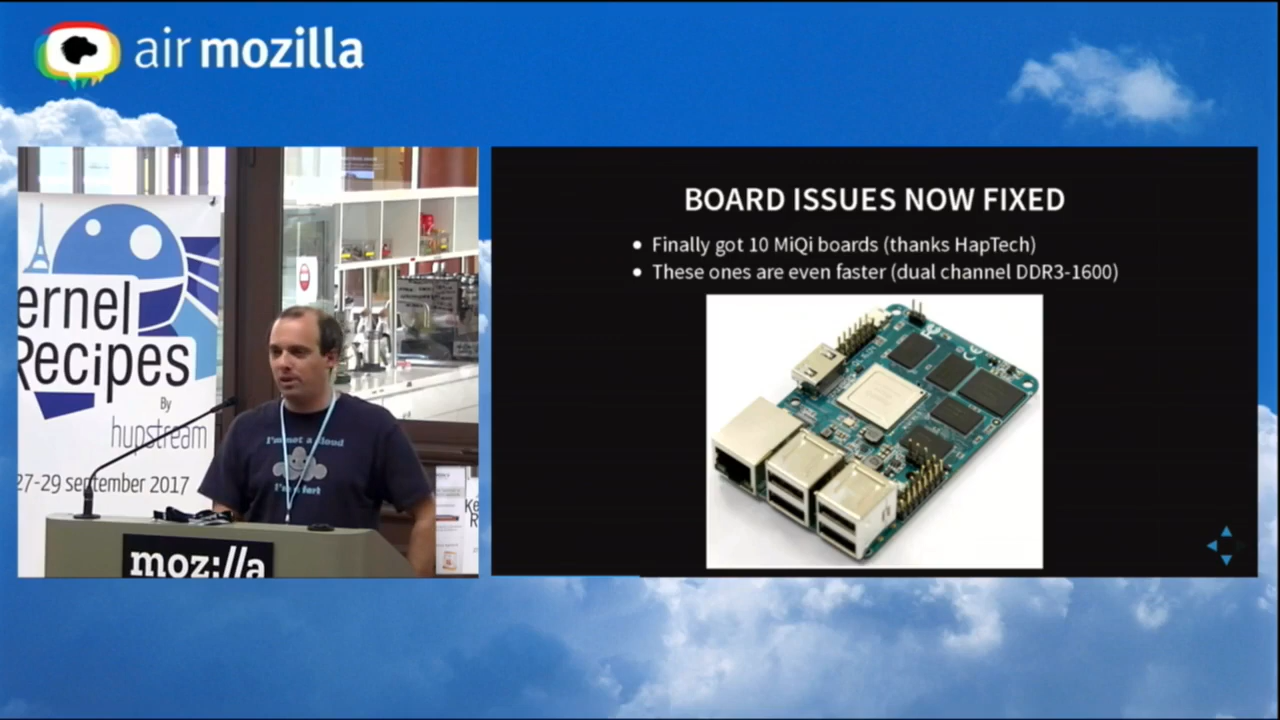 air mozilla
ernel
Recipes
By
hupstream
27-29 september 2017
I'm not a cloud
I'm a fart
moz://a
BOARD ISSUES NOW FIXED
Finally got 10 MiQi boards (thanks HapTech)
These ones are even faster (dual channel DDR3-1600)